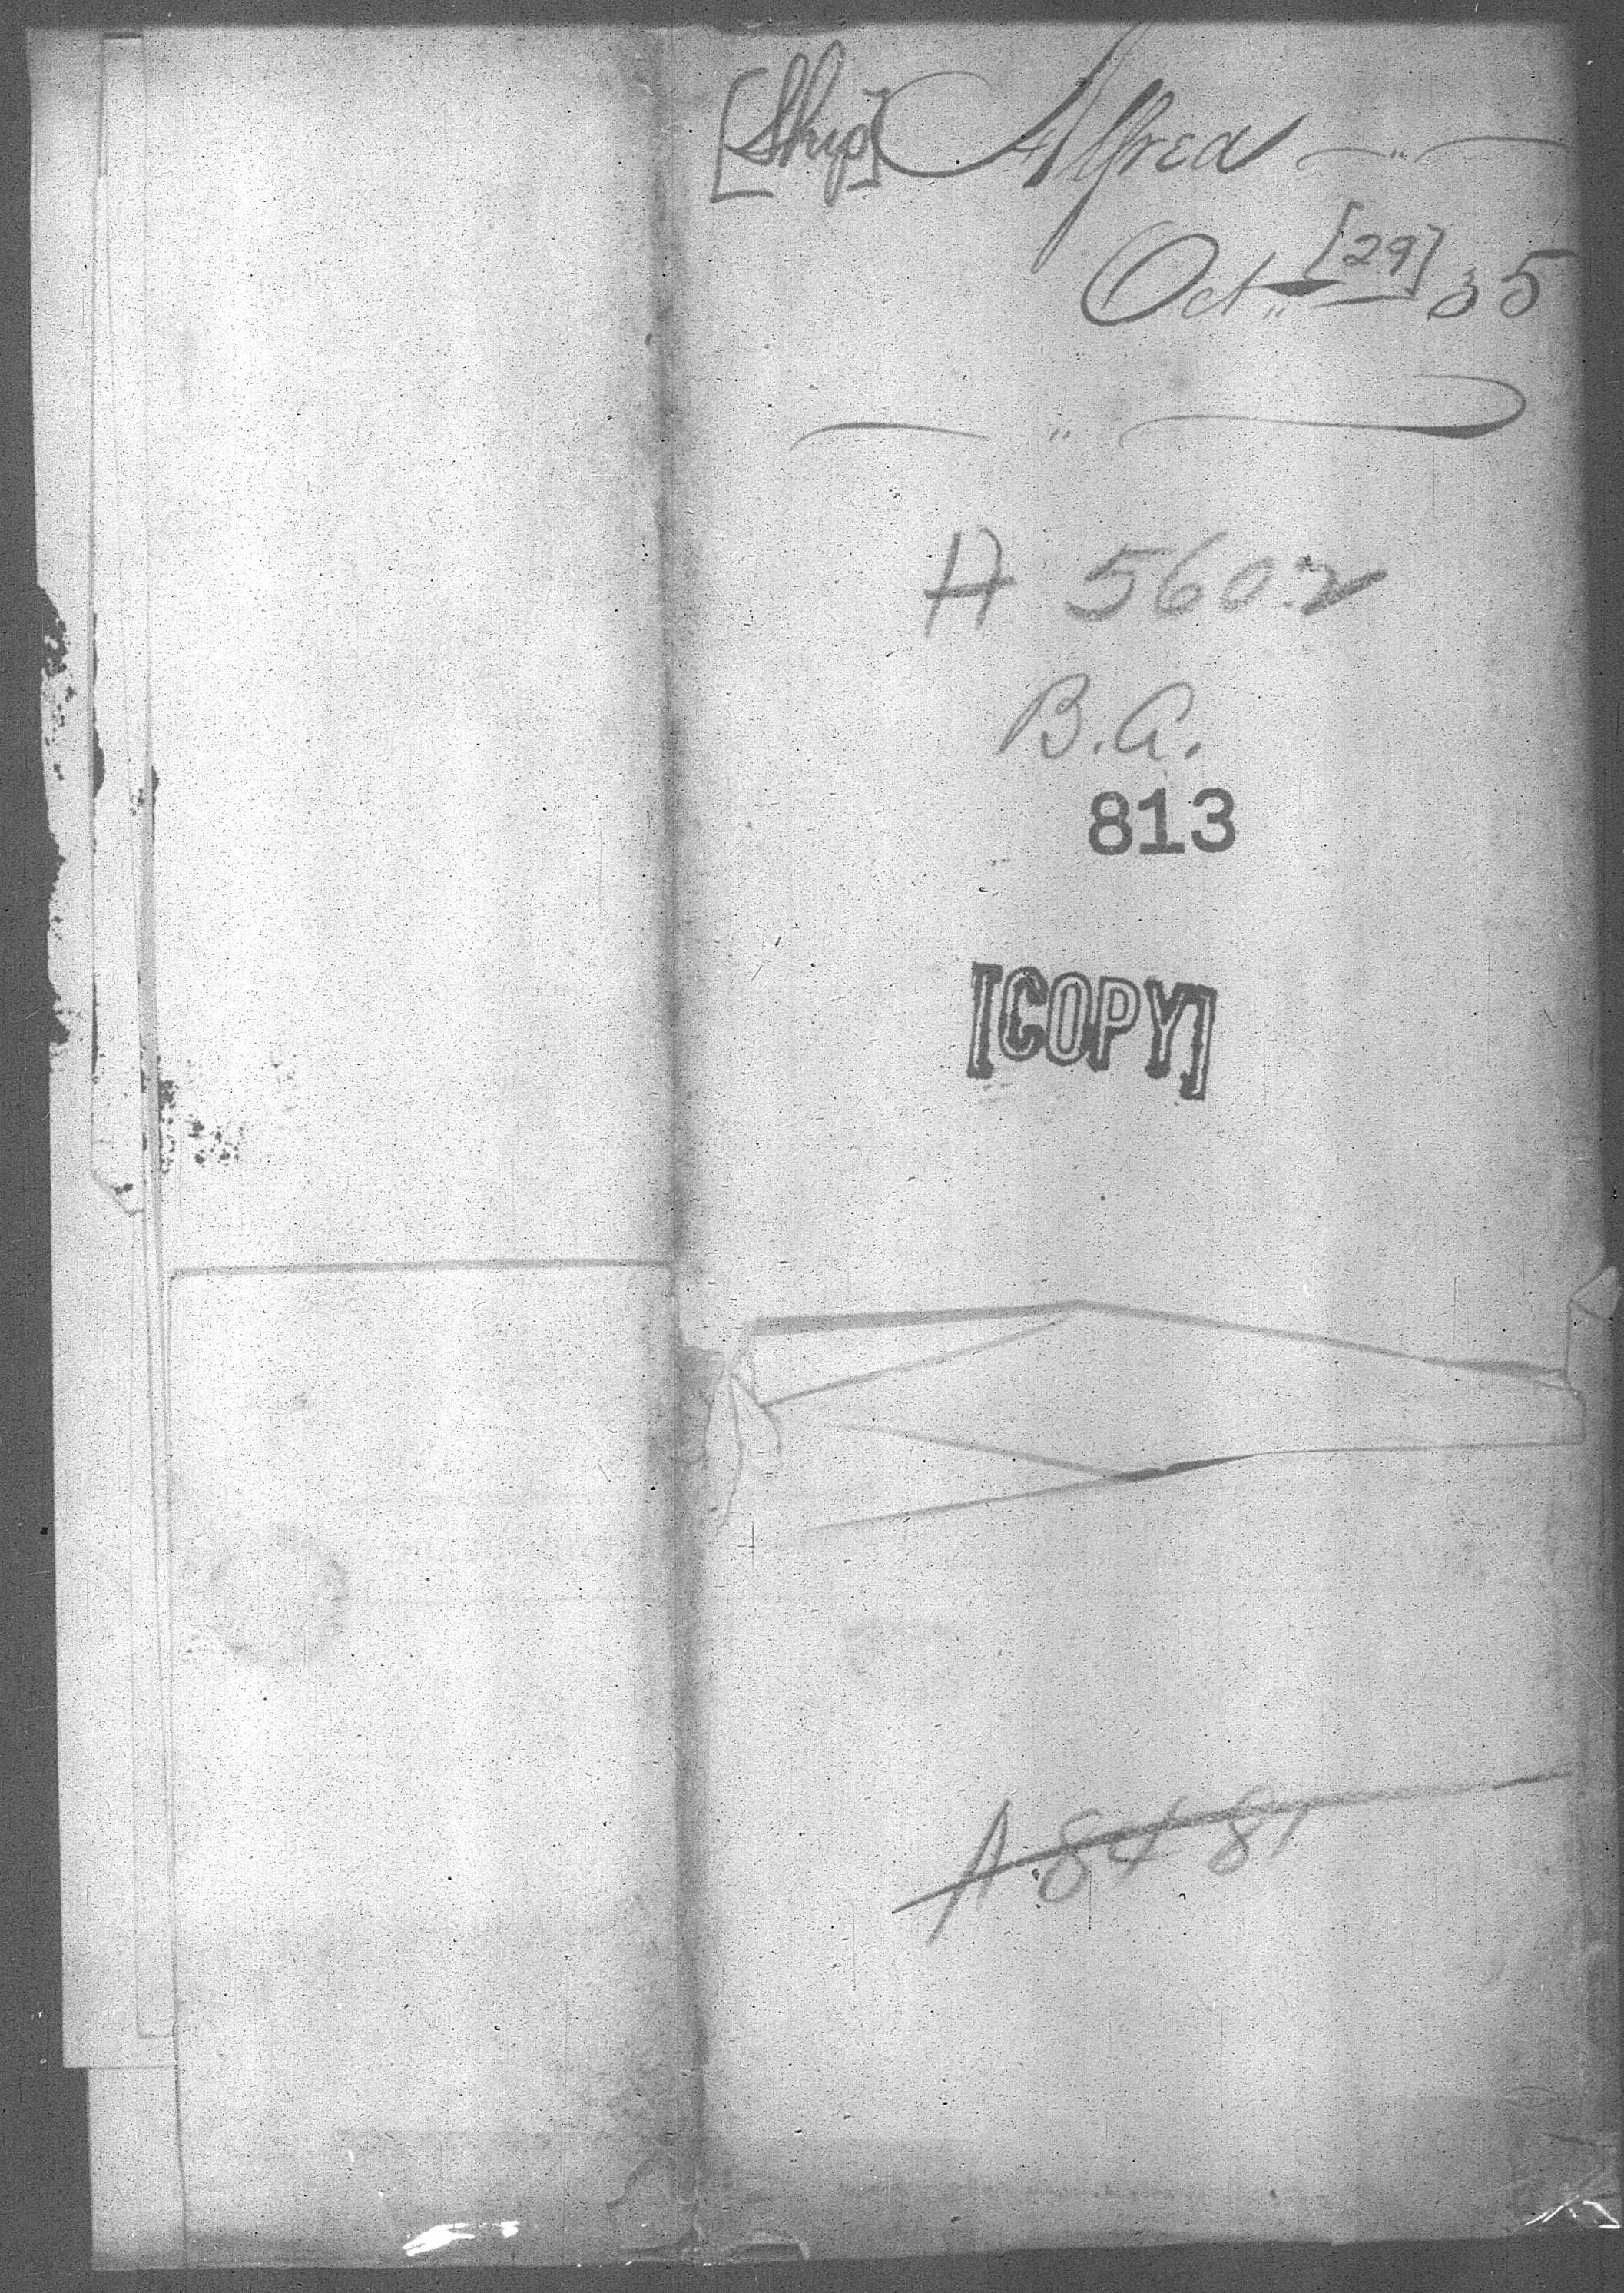 [Ship] Alfred
Oct [29] 35
A 5602
B.A.
813
[COPY]
A 8481